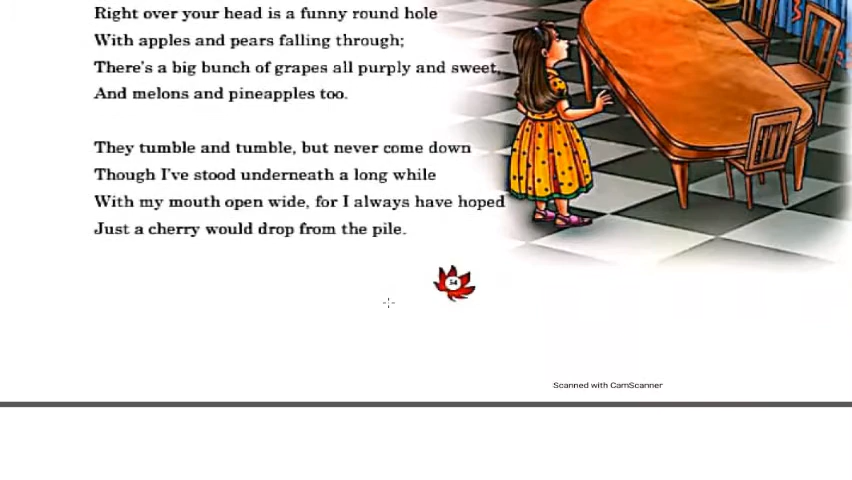 Right over your head is a funny round hole
With apples and pears falling through;
There's a big bunch of grapes all purply and sweet,
And melons and pineapples too.
They tumble and tumble, but never come down
Though I've stood underneath a long while
With my mouth open wide, for I always have hoped
Just a cherry would drop from the pile.
54
Scanned with CamScanner